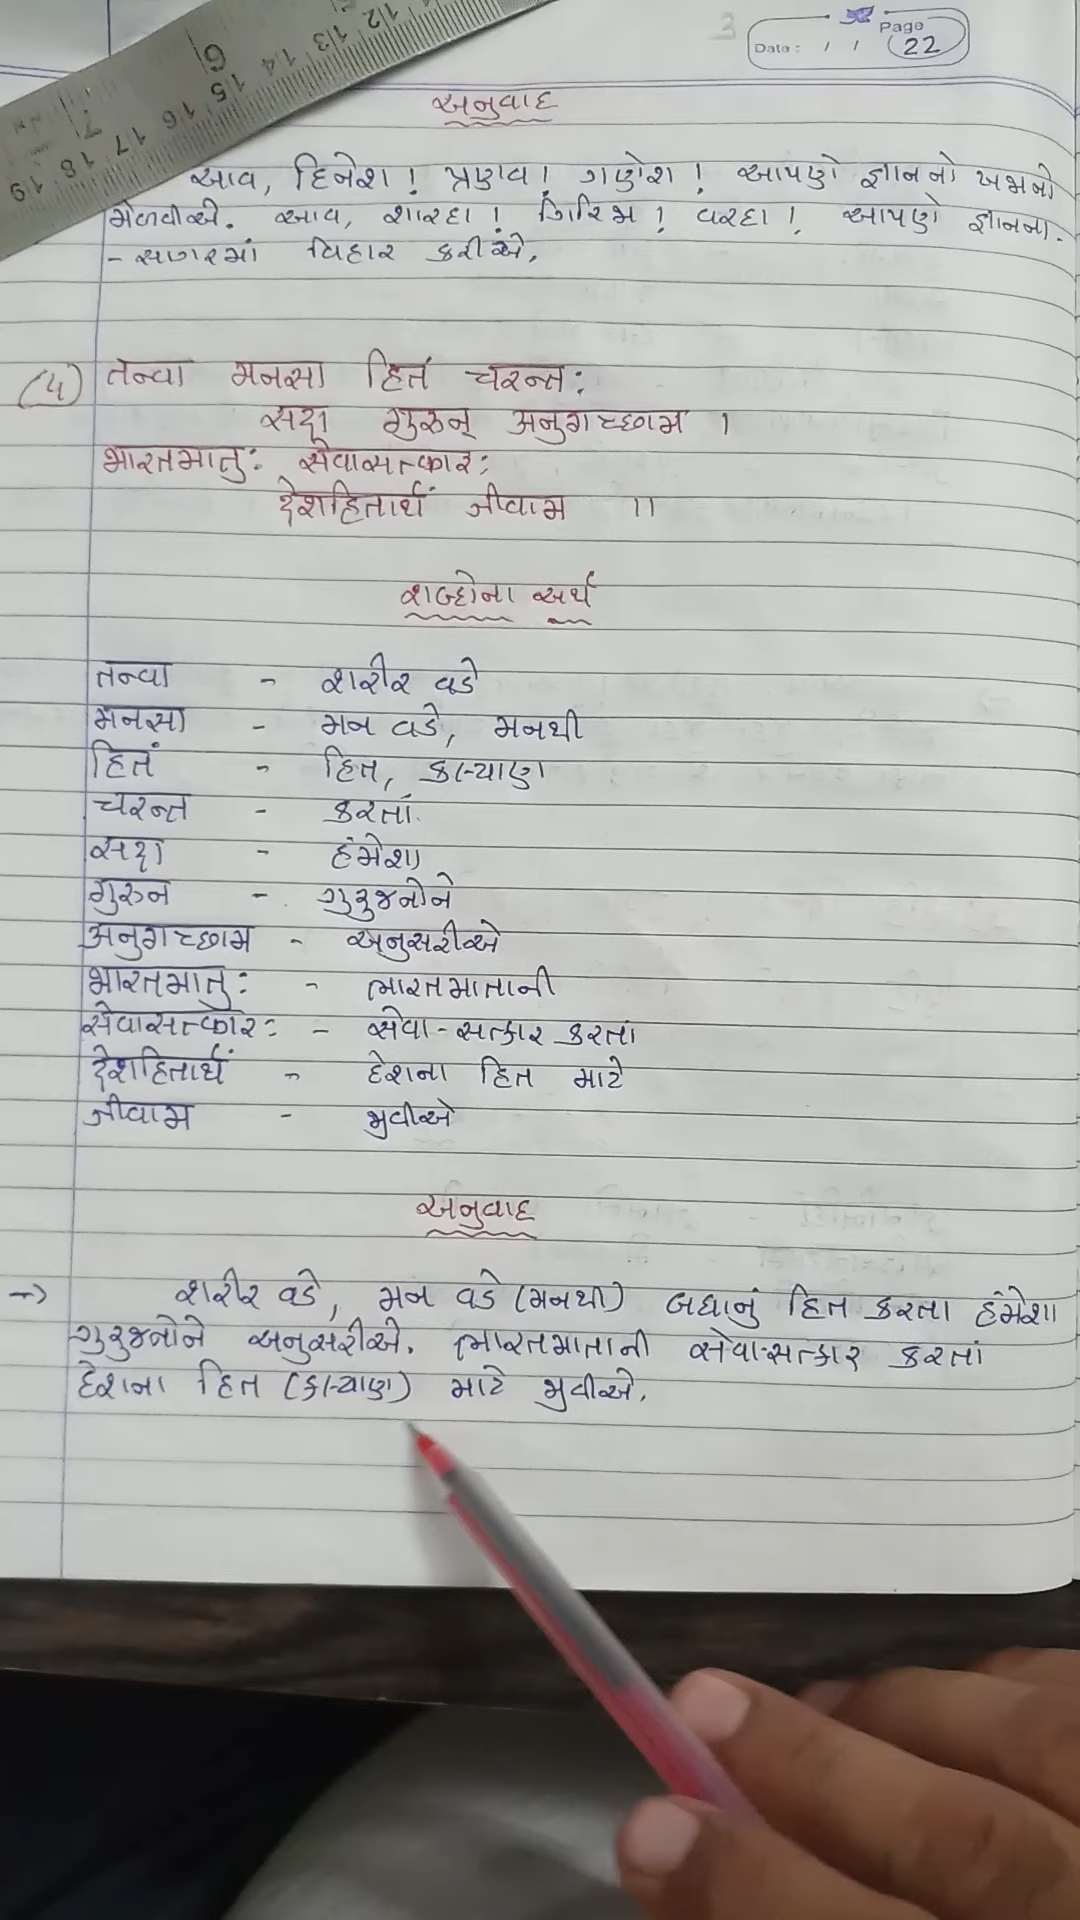 Page
Date : / / 22
અનુવાદ
આવ, દિનેશ! પ્રણવ! ગણેશ! આપણે જ્ઞાનનો ખજાનો
મેળવીએ. આવ, શારદા! ગિરિજા! વરદા! આપણે જ્ઞાનના
- સાગરમાં વિહાર કરીએ.
(4) तन्वा मनसा हितं चरन्तः
सदा गुरुन् अनुगच्छाम ।
भारतमातुः सेवासत्कारः
देशहितार्थं जीवाम ॥
શબ્દોના અર્થ
तन्वा - શરીર વડે
मनसा - મન વડે, મનથી
हितं - હિત, કલ્યાણ
चरन्त - કરતાં
सदा - હંમેશા
गुरुन - ગુરુજનોને
अनुगच्छाम - અનુસરીએ
भारतमातुः - ભારતમાતાની
सेवासत्कारः - સેવા-સત્કાર કરતાં
देशहितार्थं - દેશના હિત માટે
जीवाम - જીવીએ
અનુવાદ
→ શરીર વડે, મન વડે (મનથી) બધાનું હિત કરતા હંમેશા
ગુરુજનોને અનુસરીએ. ભારતમાતાની સેવાસત્કાર કરતાં
દેશના હિત (કલ્યાણ) માટે જીવીએ.